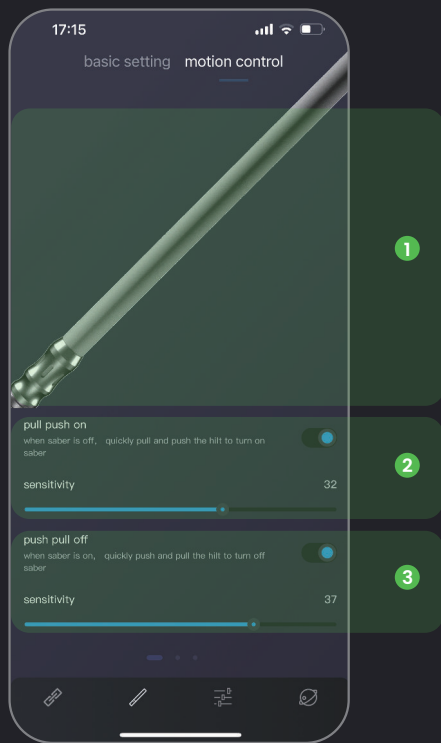 17:15
basic setting motion control
1
pull push on
when saber is off, quickly pull and push the hilt to turn on
saber
2
sensitivity 32
push pull off
when saber is on, quickly push and pull the hilt to turn off
saber
3
sensitivity 37